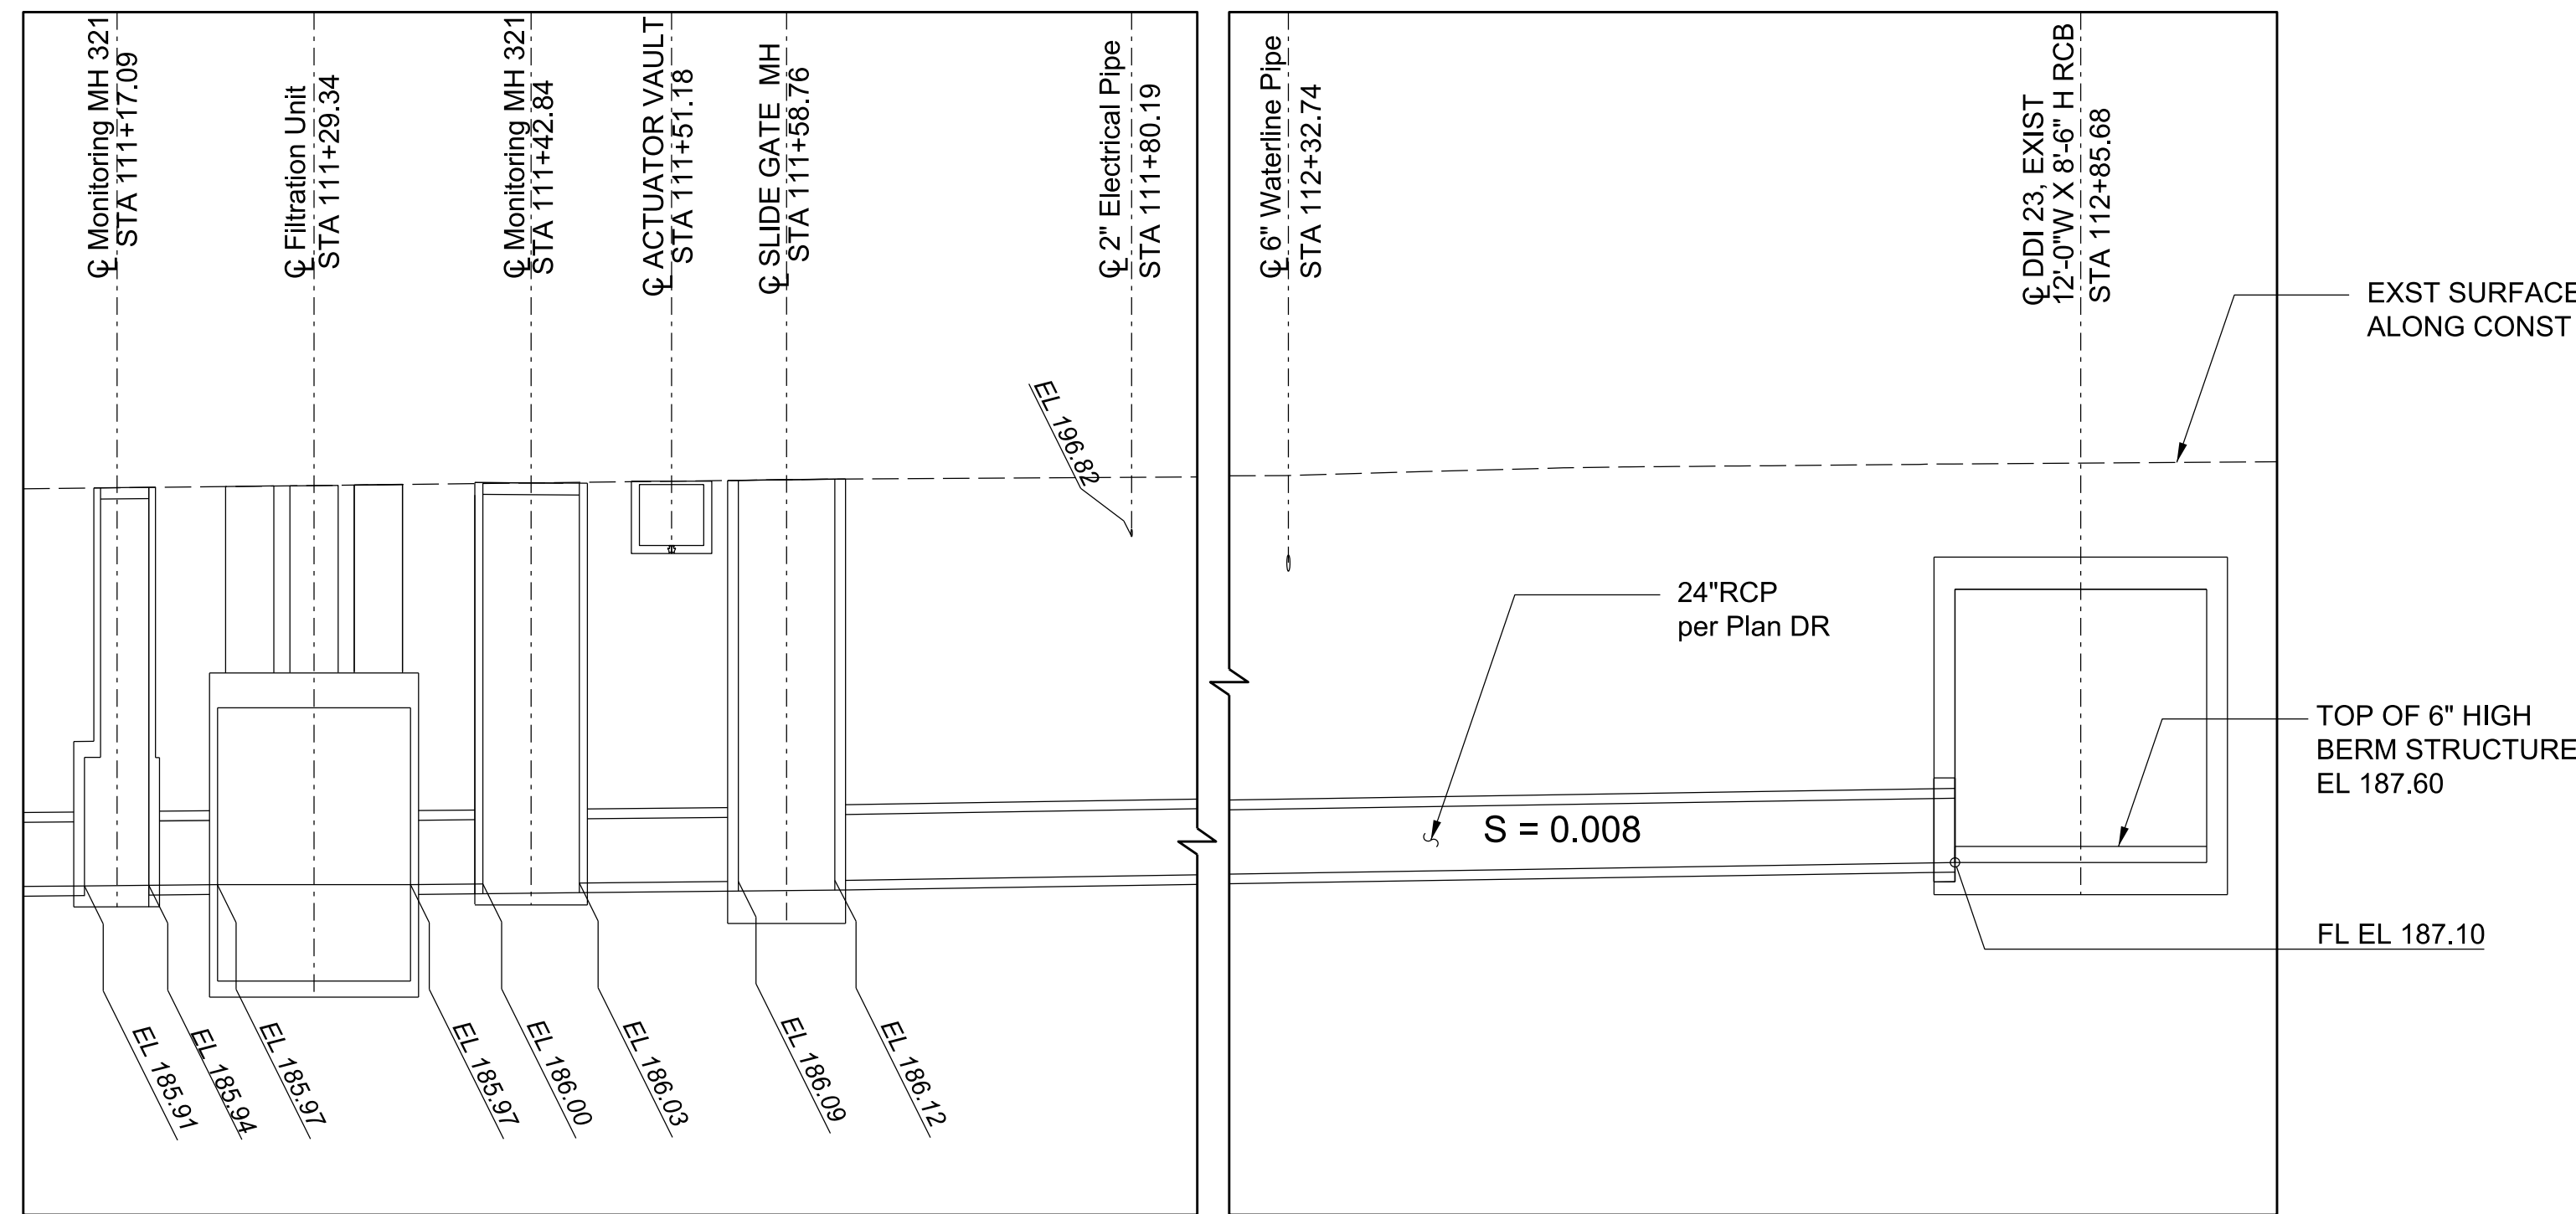 ℄ Monitoring MH 321
STA 111+17.09
℄ Filtration Unit
STA 111+29.34
℄ Monitoring MH 321
STA 111+42.84
℄ ACTUATOR VAULT
STA 111+51.18
℄ SLIDE GATE MH
STA 111+58.76
℄ 2" Electrical Pipe
STA 111+80.19
℄ 6" Waterline Pipe
STA 112+32.74
℄ DDI 23, EXIST
12'-0"W X 8'-6" H RCB
STA 112+85.68
EXST SURFACE
ALONG CONST
EL 196.82
24"RCP
per Plan DR
S = 0.008
TOP OF 6" HIGH
BERM STRUCTURE
EL 187.60
FL EL 187.10
EL 185.91
EL 185.94
EL 185.97
EL 185.97
EL 186.00
EL 186.03
EL 186.09
EL 186.12